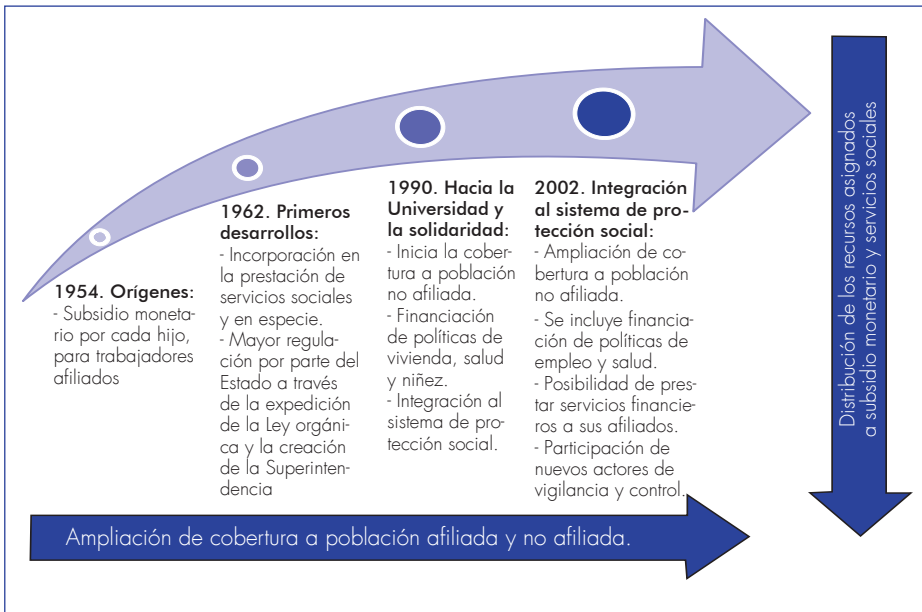 1954. Orígenes:
- Subsidio moneta-
rio por cada hijo,
para trabajadores
afiliados
1962. Primeros
desarrollos:
- Incorporación en
la prestación de
servicios sociales
y en especie.
- Mayor regula-
ción por parte del
Estado a través
de la expedición
de la Ley orgáni-
ca y la creación
de la Superinten-
dencia
1990. Hacia la
Universidad y
la solidaridad:
- Inicia la cober-
tura a población
no afiliada.
- Financiación
de políticas de
vivienda, salud
y niñez.
- Integración al
sistema de pro-
tección social.
2002. Integración
al sistema de pro-
tección social:
- Ampliación de co-
bertura a población
no afiliada.
- Se incluye financia-
ción de políticas de
empleo y salud.
- Posibilidad de pres-
tar servicios financie-
ros a sus afiliados.
- Participación de
nuevos actores de
vigilancia y control.
Distribución de los recursos asignados
a subsidio monetario y servicios sociales
Ampliación de cobertura a población afiliada y no afiliada.